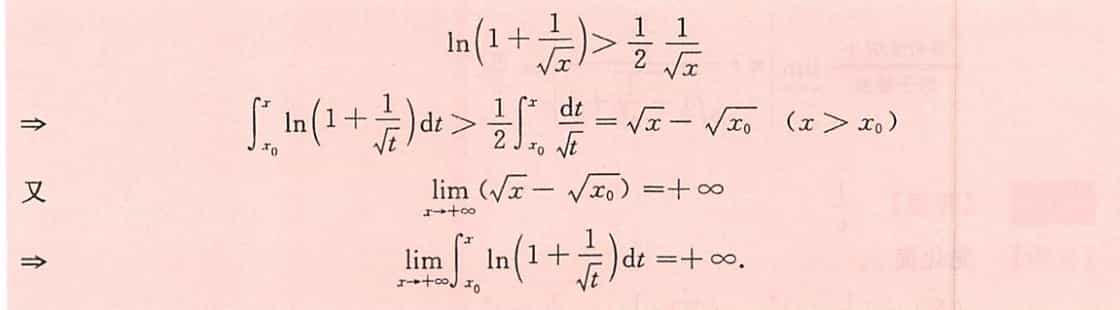 ln(1+1/√x)>1/2 1/√x
⇒ ∫_{x₀}^{x} ln(1+1/√t)dt>1/2∫_{x₀}^{x} dt/√t=√x−√x₀ (x>x₀)
又 lim_{x→+∞}(√x−√x₀)=+∞
⇒ lim_{x→+∞}∫_{x₀}^{x} ln(1+1/√t)dt=+∞.